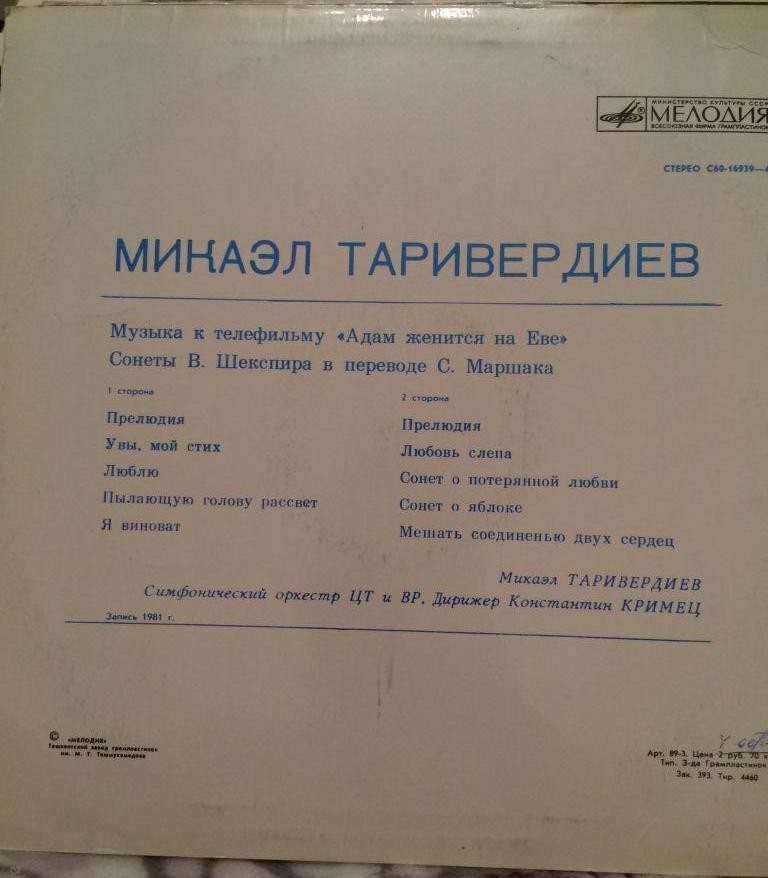 МИНИСТЕРСТВО КУЛЬТУРЫ СССР
МЕЛОДИЯ
ВСЕСОЮЗНАЯ ФИРМА ГРАМПЛАСТИНОК
СТЕРЕО С60-16939—
МИКАЭЛ ТАРИВЕРДИЕВ
Музыка к телефильму «Адам женится на Еве»
Сонеты В. Шекспира в переводе С. Маршака
1 сторона
Прелюдия
Увы, мой стих
Люблю
Пылающую голову рассвет
Я виноват
2 сторона
Прелюдия
Любовь слепа
Сонет о потерянной любви
Сонет о яблоке
Мешать соединенью двух сердец
Микаэл ТАРИВЕРДИЕВ
Симфонический оркестр ЦТ и ВР. Дирижер Константин КРИМЕЦ
Запись 1981 г.
© «МЕЛОДИЯ»
Ташкентский завод грампластинок
им. М. Т. Ташмухамедова
Арт. 89-3. Цена 2 руб. 70 к
Тип. З-да Грампластинок
Зак. 393. Тир. 4460